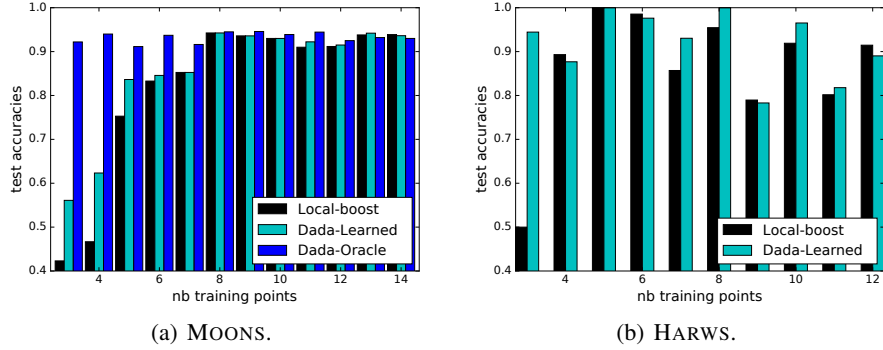 1.0
0.9
0.8
0.7
0.6
0.5
0.4
test accuracies
4 6 8 10 12 14
nb training points
Local-boost
Dada-Learned
Dada-Oracle
(a) MOONS.
1.0
0.9
0.8
0.7
0.6
0.5
0.4
test accuracies
4 6 8 10 12
nb training points
Local-boost
Dada-Learned
(b) HARWS.